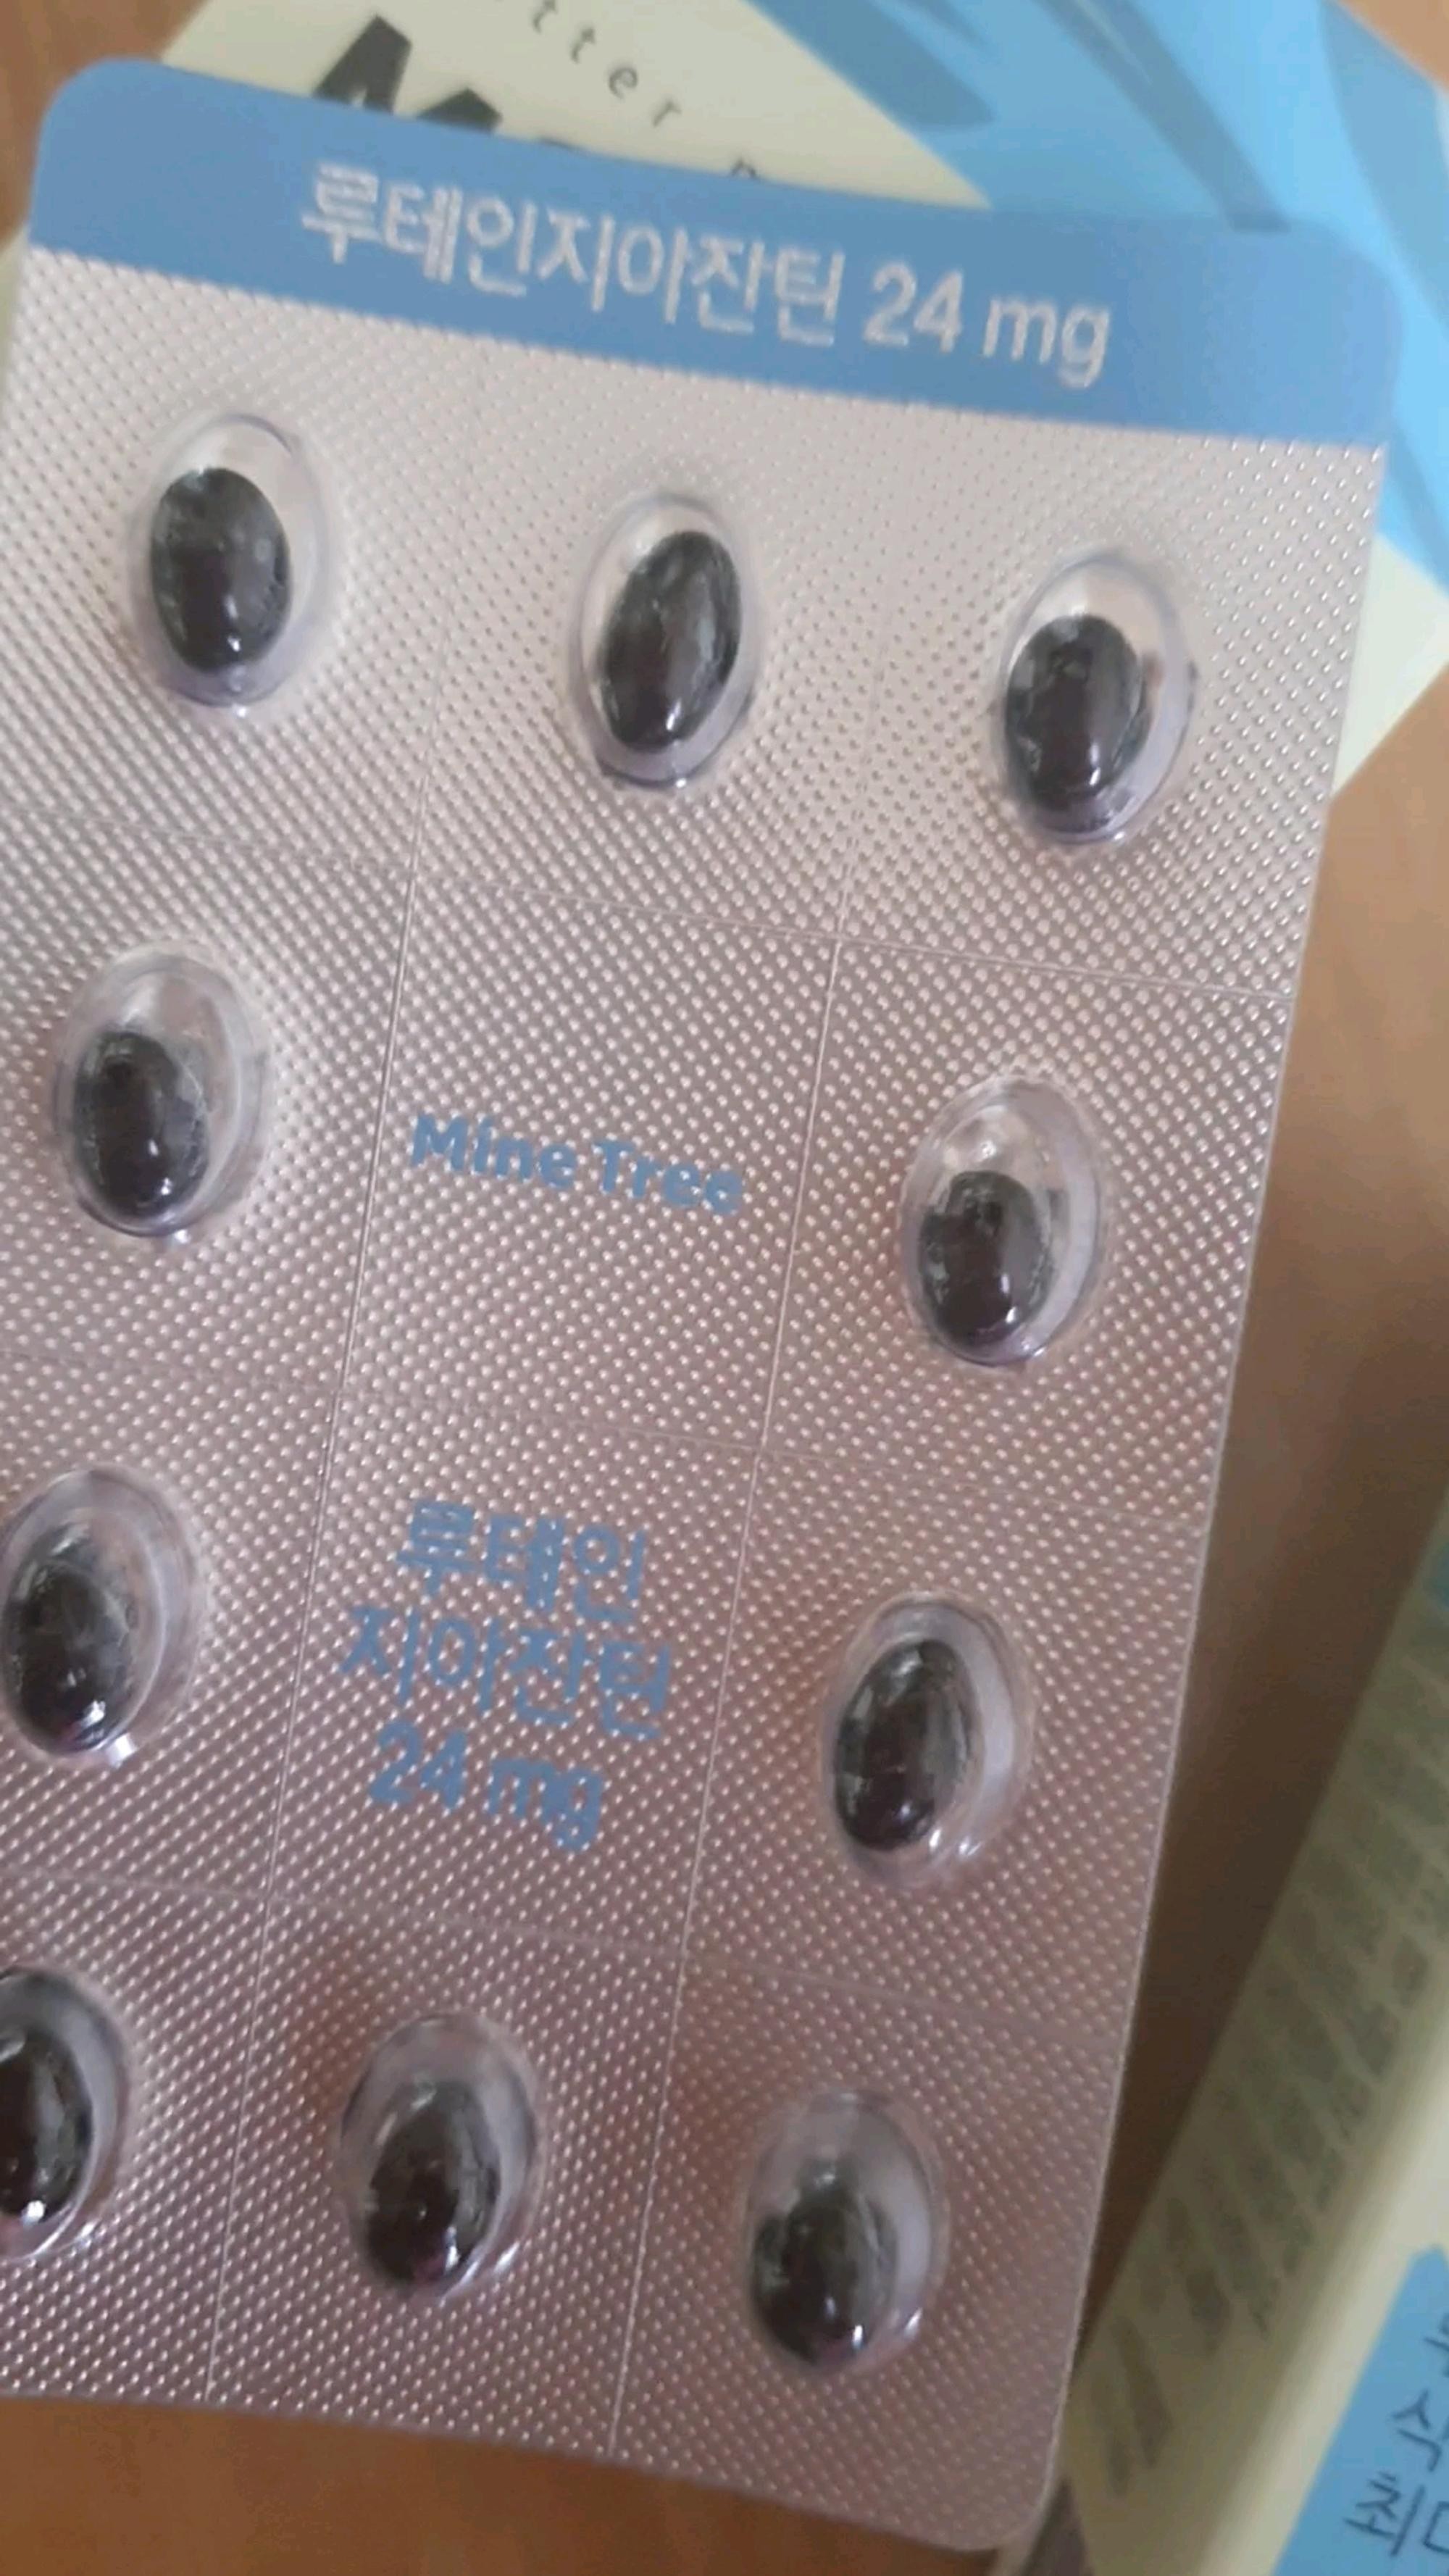 tter
루테인지아잔틴 24 mg
Mine Tree
루테인
지아잔틴
24 mg